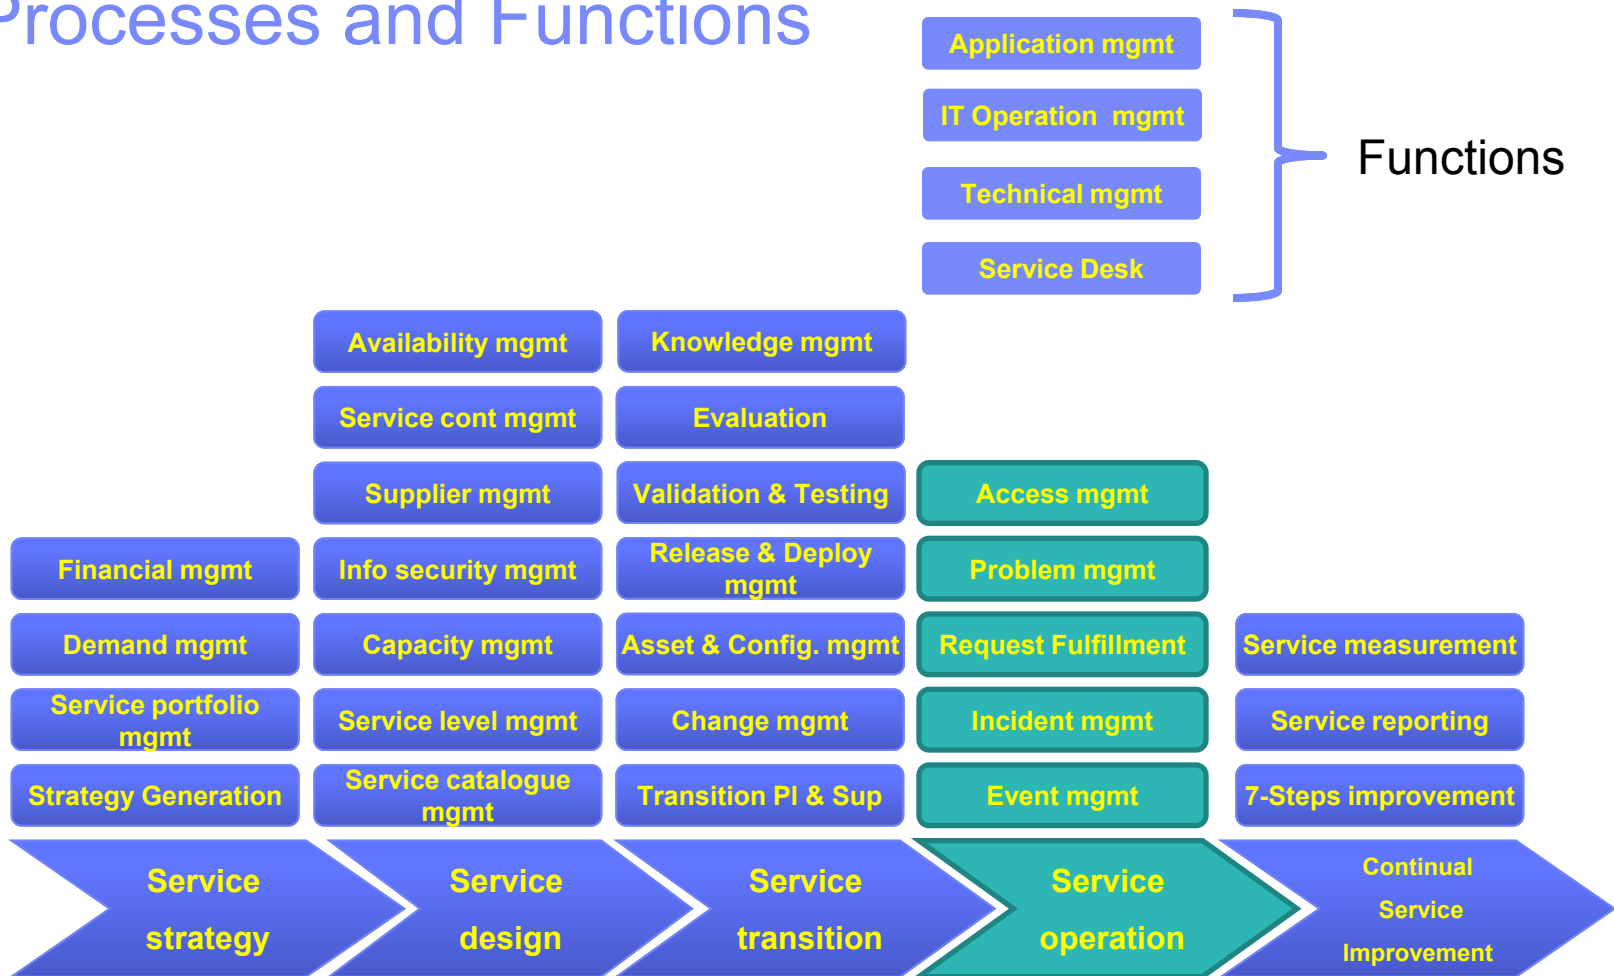 Processes and Functions
Application mgmt
IT Operation  mgmt
Technical mgmt
Service Desk
Functions
Availability mgmt
Knowledge mgmt
Service cont mgmt
Evaluation
Supplier mgmt
Validation & Testing
Access mgmt
Financial mgmt
Info security mgmt
Release & Deploy
mgmt
Problem mgmt
Demand mgmt
Capacity mgmt
Asset & Config. mgmt
Request Fulfillment
Service measurement
Service portfolio
mgmt
Service level mgmt
Change mgmt
Incident mgmt
Service reporting
Strategy Generation
Service catalogue
mgmt
Transition Pl & Sup
Event mgmt
7-Steps improvement
Service
strategy
Service
design
Service
transition
Service
operation
Continual
Service
Improvement